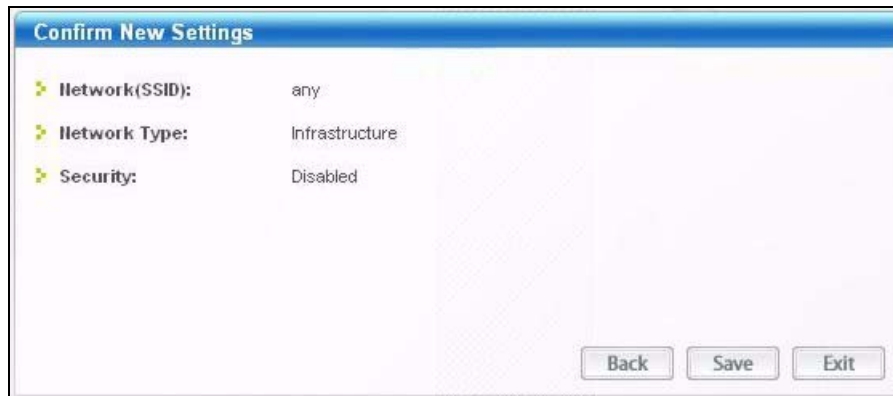 Confirm New Settings
Network(SSID): any
Network Type: Infrastructure
Security: Disabled
Back Save Exit